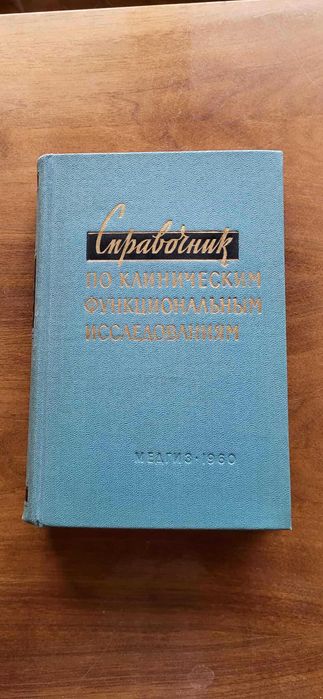 Справочник
ПО КЛИНИЧЕСКИМ
ФУНКЦИОНАЛЬНЫМ
ИССЛЕДОВАНИЯМ
МЕДГИЗ·1960